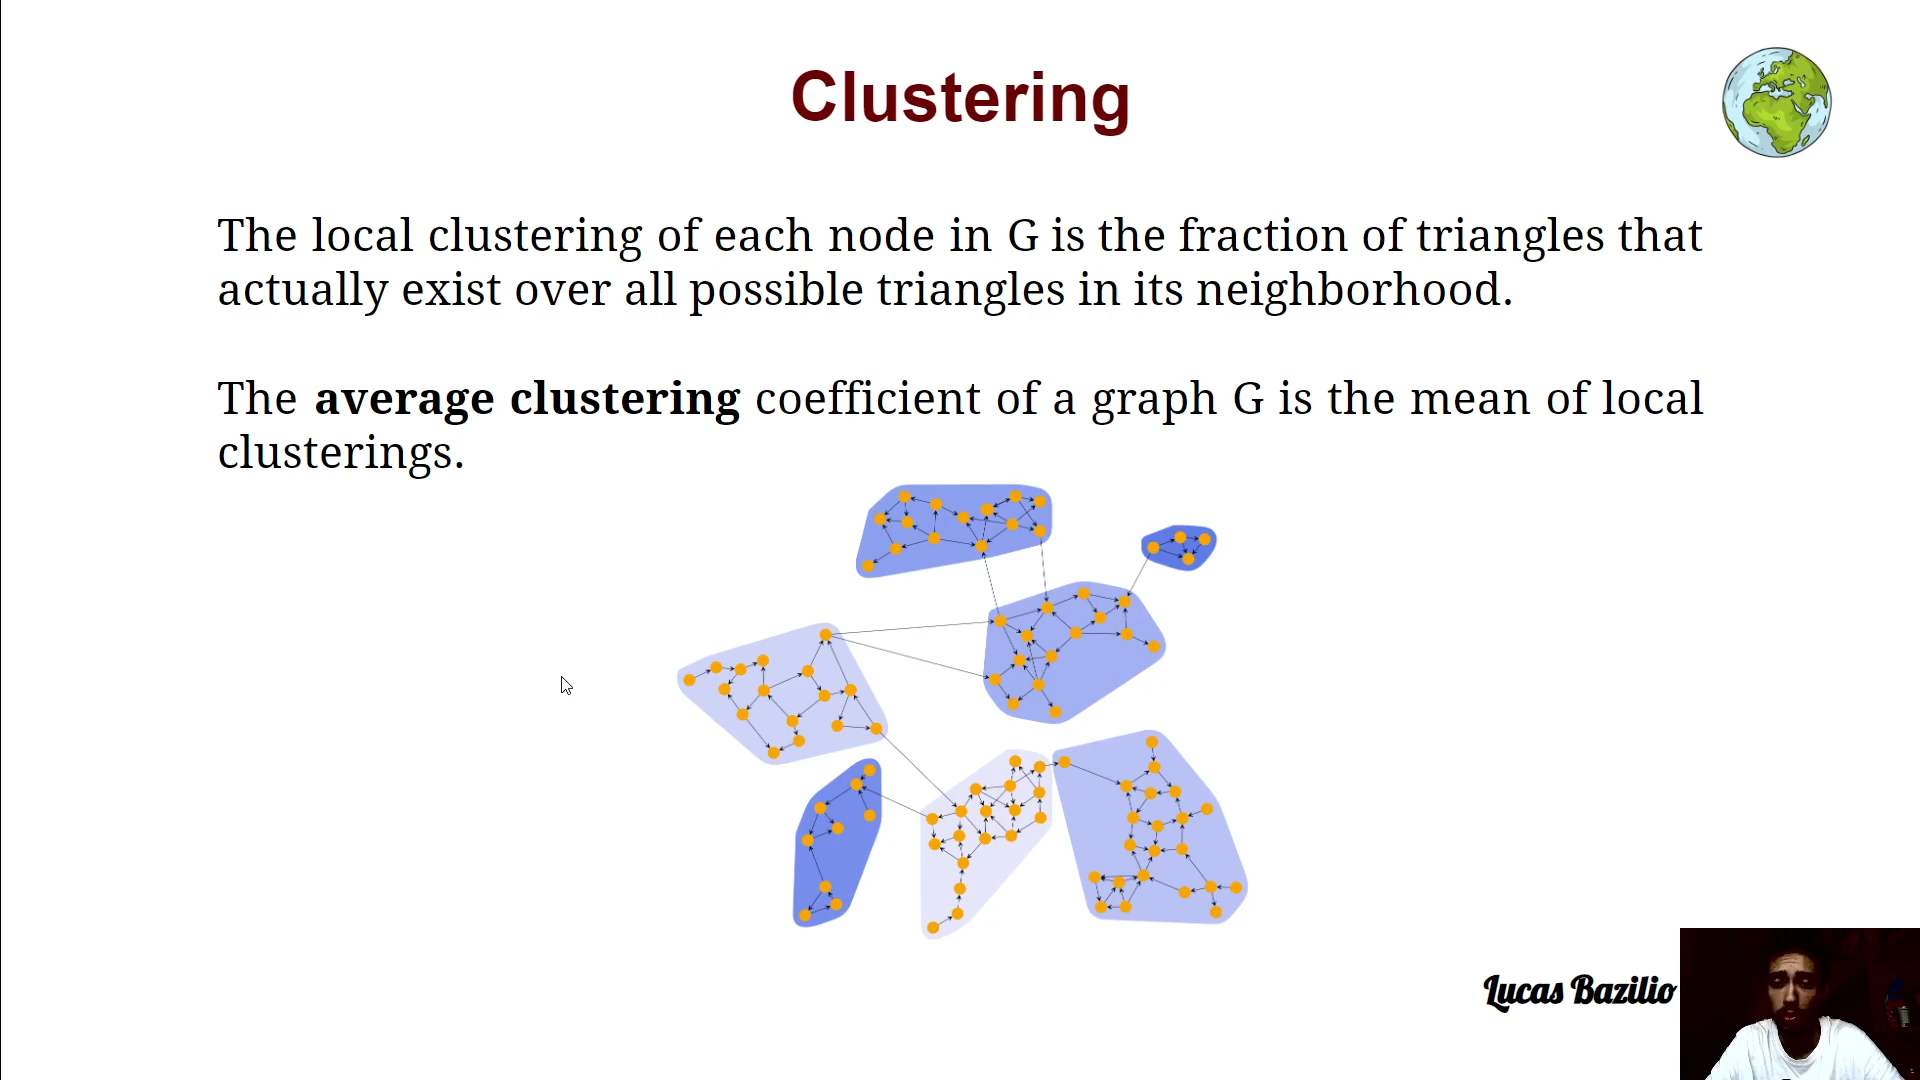 Clustering
The local clustering of each node in G is the fraction of triangles that
actually exist over all possible triangles in its neighborhood.
The average clustering coefficient of a graph G is the mean of local
clusterings.
Lucas Bazilio